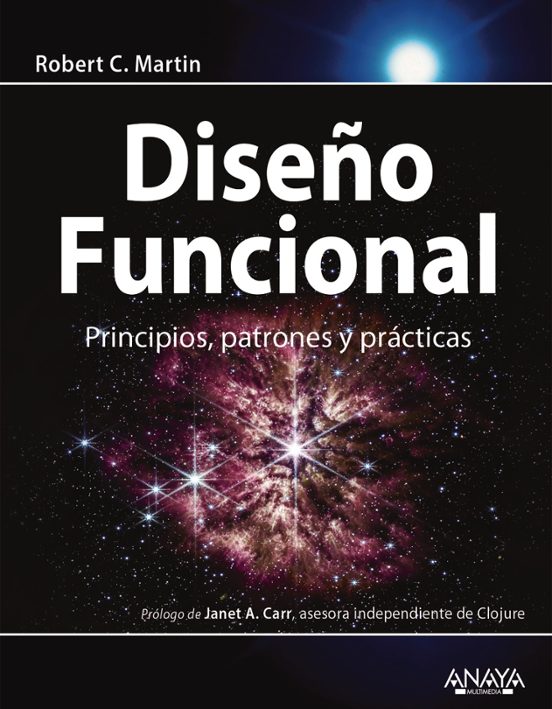 Robert C. Martin
Diseño
Funcional
Principios, patrones y prácticas
Prólogo de Janet A. Carr, asesora independiente de Clojure
ANAYA
MULTIMEDIA